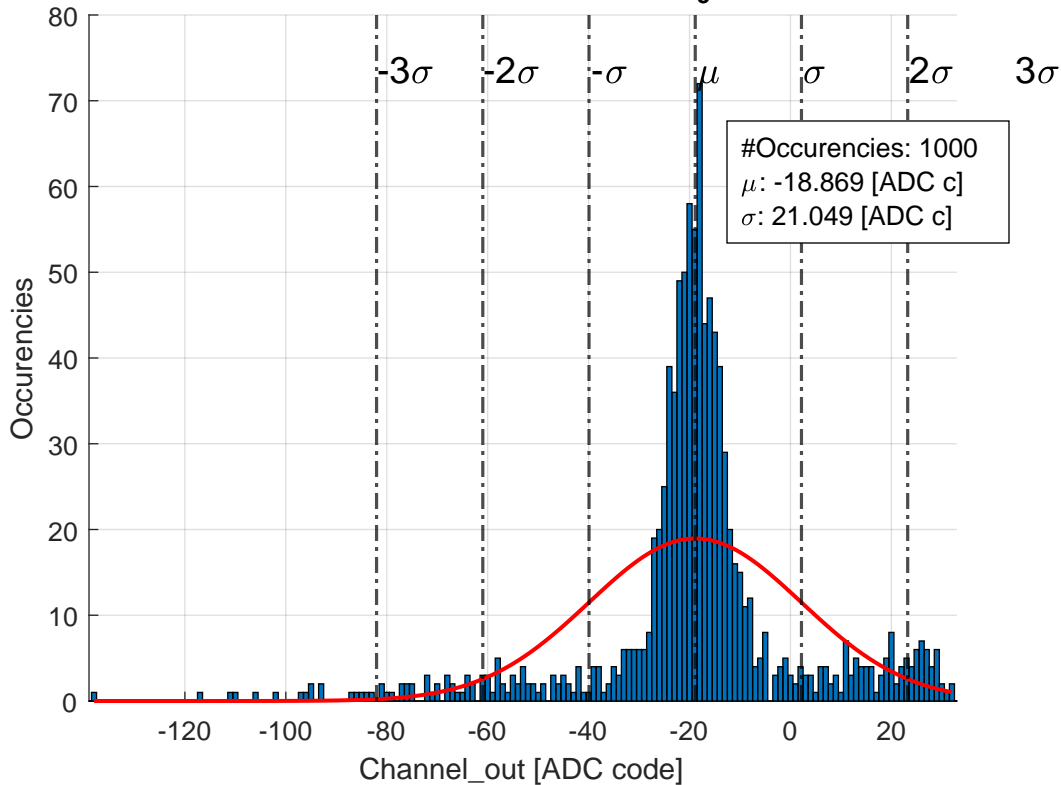 80
-3σ -2σ -σ μ σ 2σ 3σ
70
#Occurencies: 1000
μ: -18.869 [ADC c]
σ: 21.049 [ADC c]
60
50
40
30
20
10
0
Occurencies
-120 -100 -80 -60 -40 -20 0 20
Channel_out [ADC code]